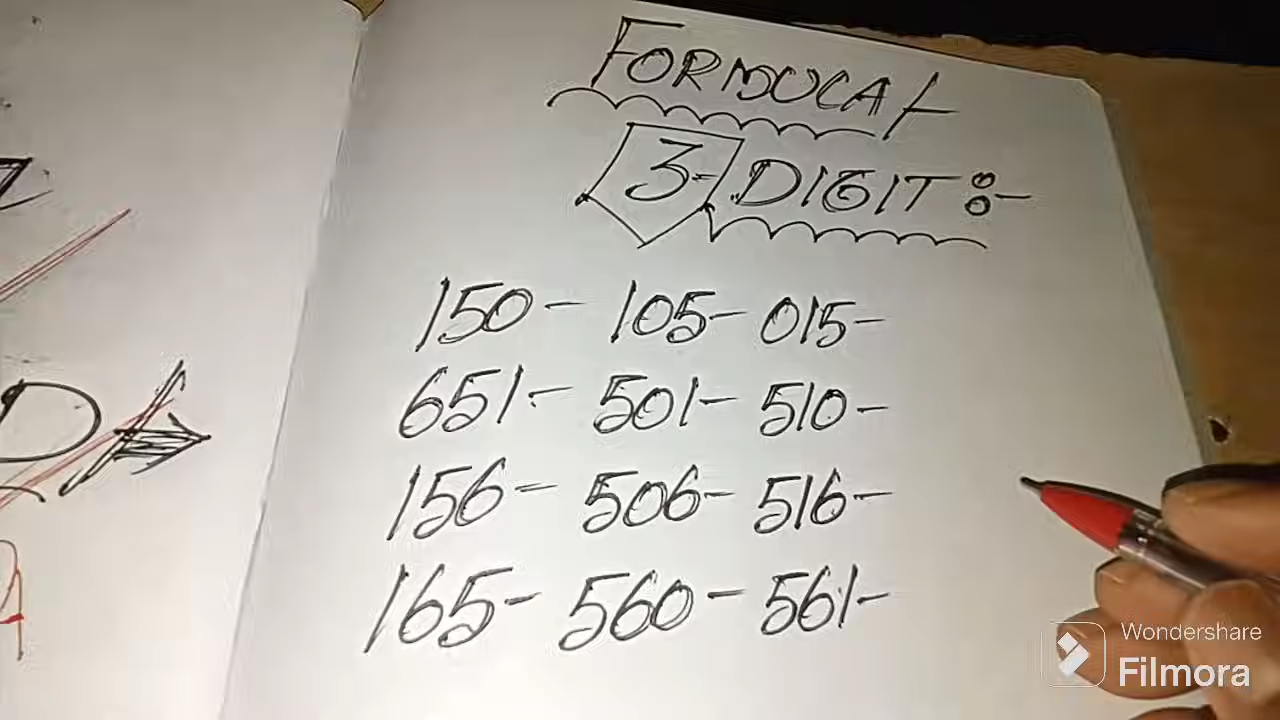 FORMULA/-
3-DIGIT:-
150- 105- 015-
651- 501- 510-
156- 506- 516-
165- 560- 561-
Wondershare
Filmora